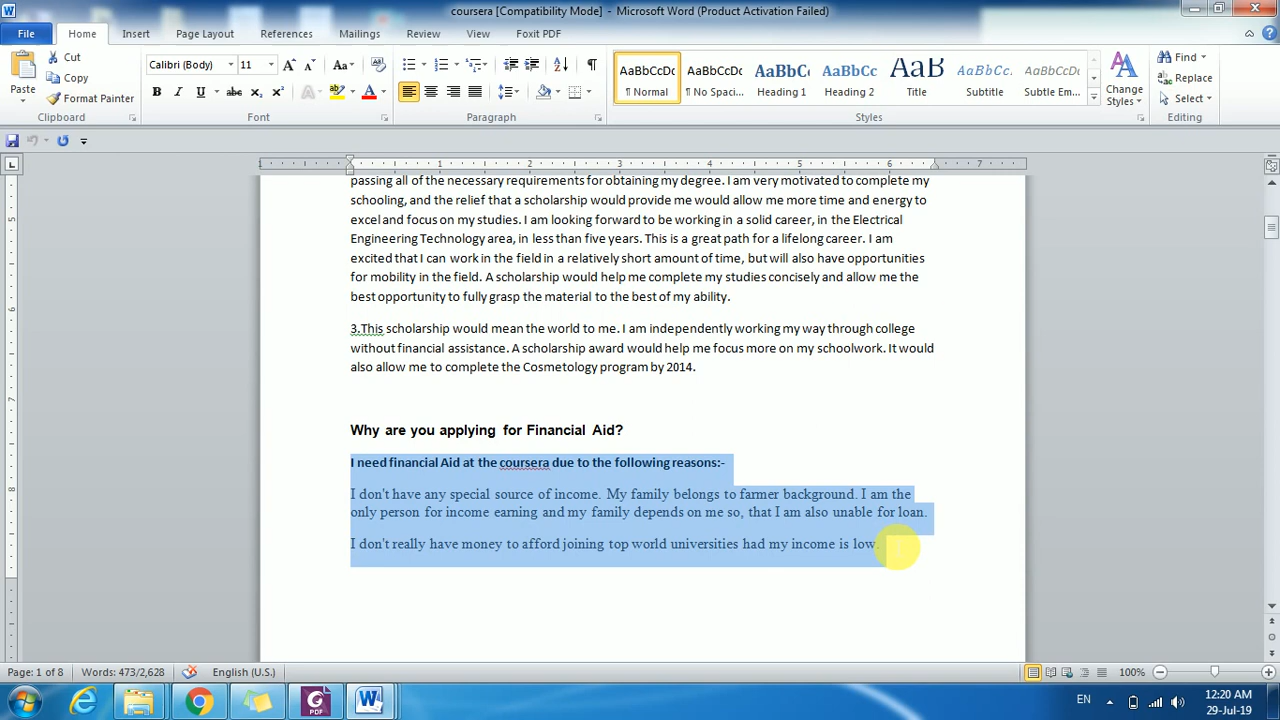 coursera [Compatibility Mode] - Microsoft Word (Product Activation Failed)
File Home Insert Page Layout References Mailings Review View Foxit PDF
Paste
Cut
Copy
Format Painter
Clipboard
Calibri (Body) 11
Font
Paragraph
AaBbCcDc AaBbCcDc AaBbCc AaBbCc AaB AaBbCcI AaBbCcDc
¶ Normal ¶ No Spaci... Heading 1 Heading 2 Title Subtitle Subtle Em...
Styles
Change
Styles
Find
Replace
Select
Editing
1 1 2 3 4 5 6 7
passing all of the necessary requirements for obtaining my degree. I am very motivated to complete my
schooling, and the relief that a scholarship would provide me would allow me more time and energy to
excel and focus on my studies. I am looking forward to be working in a solid career, in the Electrical
Engineering Technology area, in less than five years. This is a great path for a lifelong career. I am
excited that I can work in the field in a relatively short amount of time, but will also have opportunities
for mobility in the field. A scholarship would help me complete my studies concisely and allow me the
best opportunity to fully grasp the material to the best of my ability.
3.This scholarship would mean the world to me. I am independently working my way through college
without financial assistance. A scholarship award would help me focus more on my schoolwork. It would
also allow me to complete the Cosmetology program by 2014.
Why are you applying for Financial Aid?
I need financial Aid at the coursera due to the following reasons:-
I don't have any special source of income. My family belongs to farmer background. I am the
only person for income earning and my family depends on me so, that I am also unable for loan.
I don't really have money to afford joining top world universities had my income is low.
Page: 1 of 8 Words: 473/2,628 English (U.S.) 100%
EN
12:20 AM
29-Jul-19